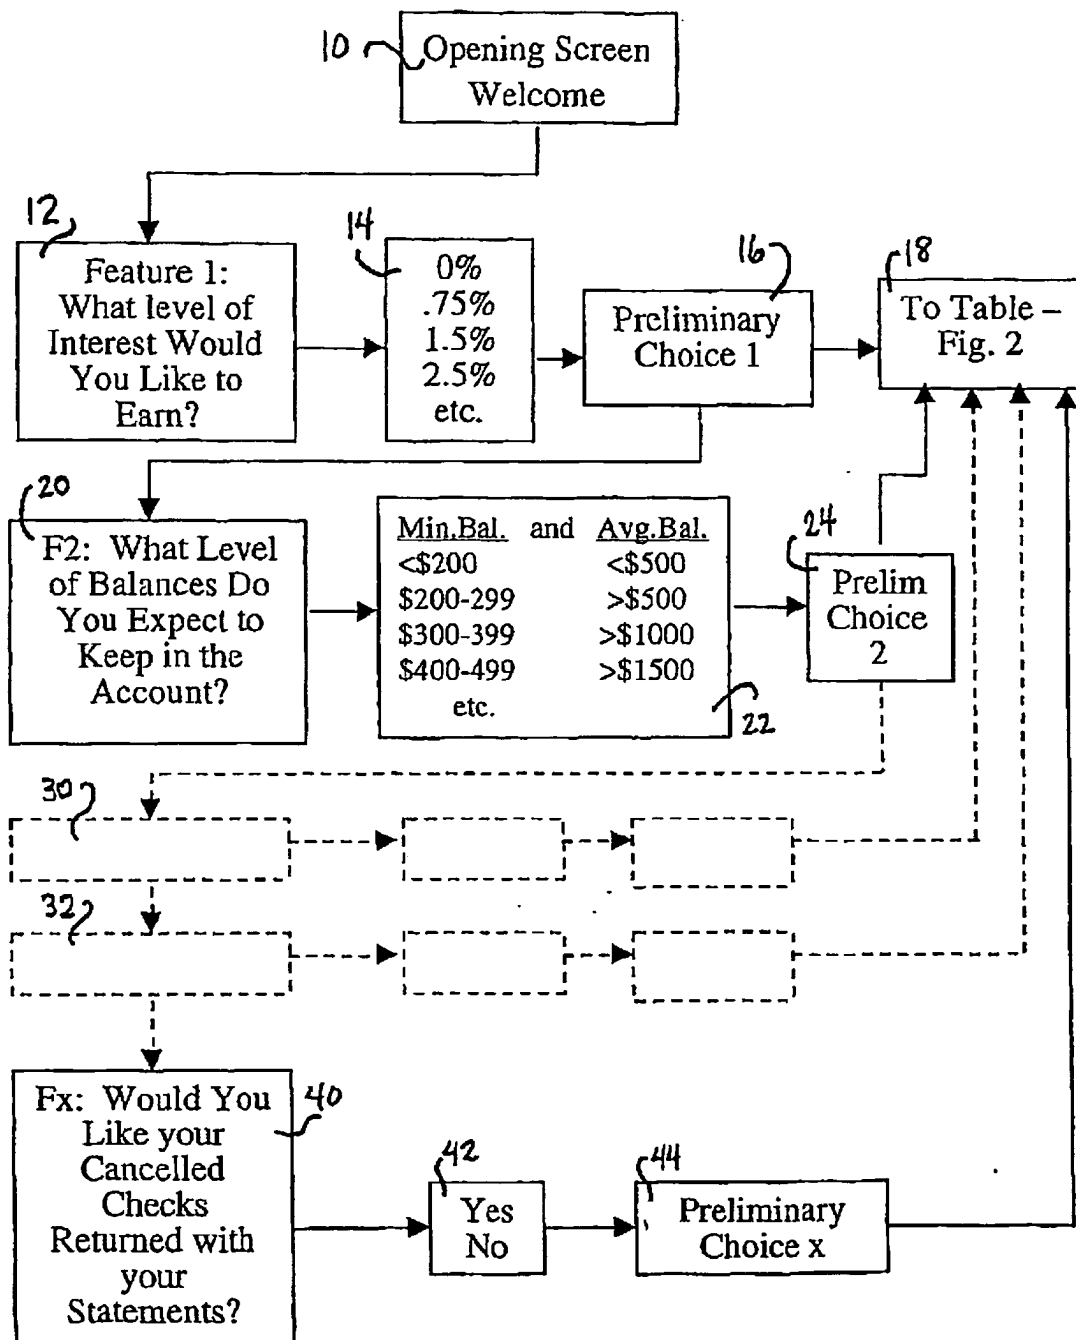 10
Opening Screen
Welcome
12
Feature 1:
What level of
Interest Would
You Like to
Earn?
14
0%
.75%
1.5%
2.5%
etc.
16
Preliminary
Choice 1
18
To Table –
Fig. 2
20
F2: What Level
of Balances Do
You Expect to
Keep in the
Account?
Min.Bal. and Avg.Bal.
<$200 <$500
$200-299 >$500
$300-399 >$1000
$400-499 >$1500
etc.
22
24
Prelim
Choice
2
30
32
Fx: Would You
Like your
Cancelled
Checks
Returned with
your
Statements?
40
42
Yes
No
44
Preliminary
Choice x